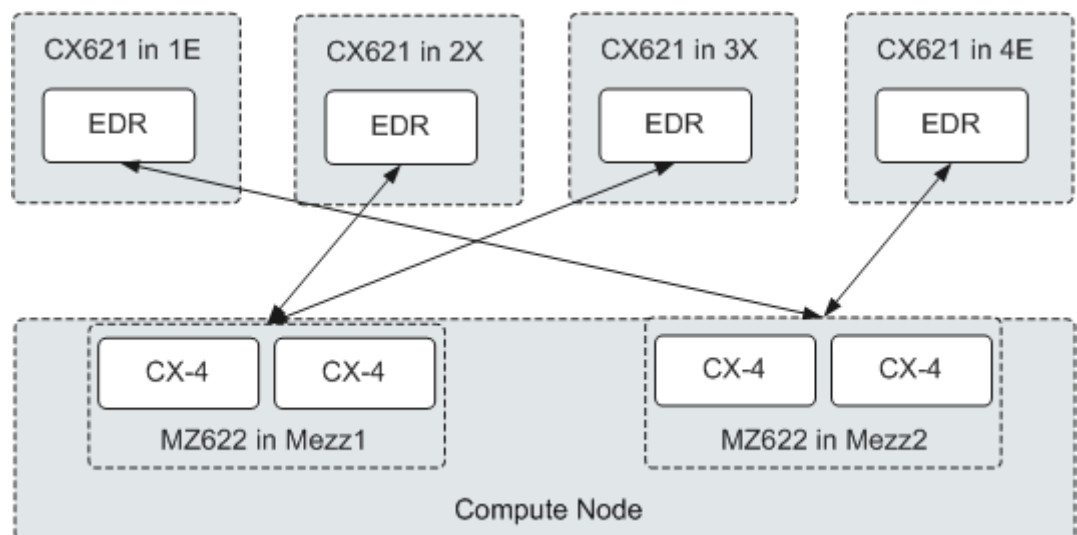 CX621 in 1E
CX621 in 2X
CX621 in 3X
CX621 in 4E
EDR
EDR
EDR
EDR
CX-4
CX-4
CX-4
CX-4
MZ622 in Mezz1
MZ622 in Mezz2
Compute Node